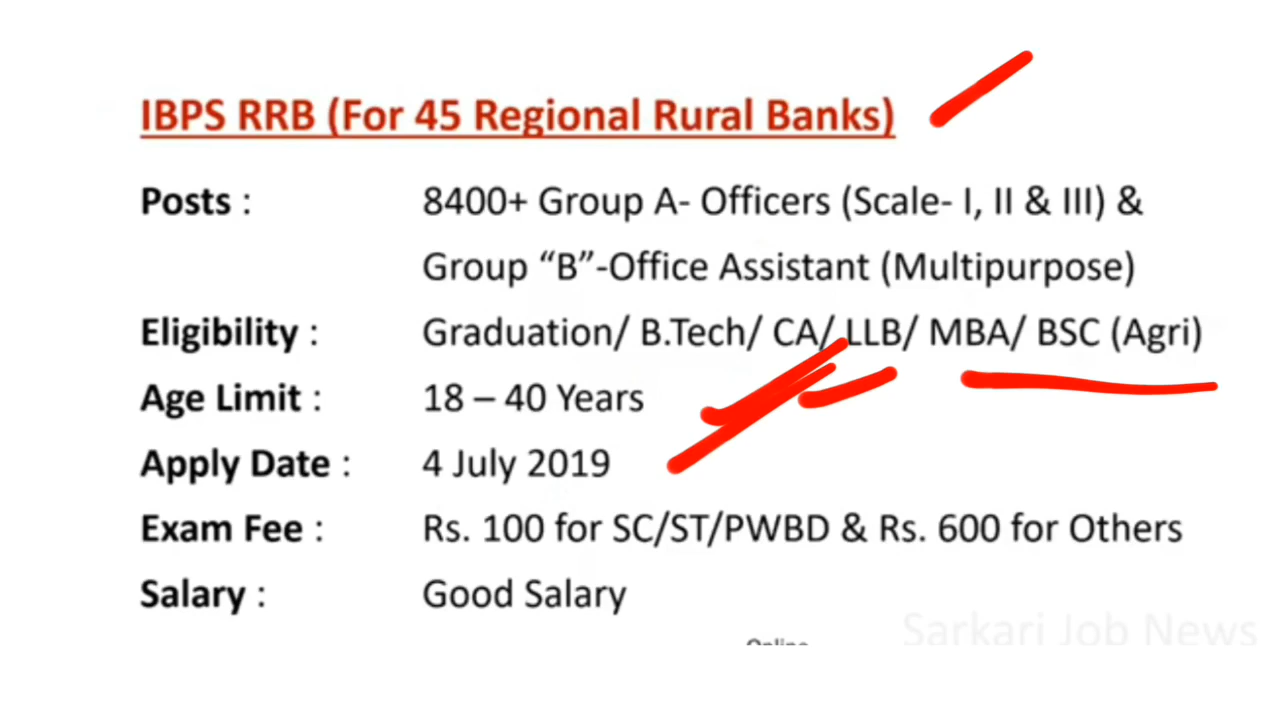 IBPS RRB (For 45 Regional Rural Banks)
Posts : 8400+ Group A- Officers (Scale- I, II & III) &
Group “B”-Office Assistant (Multipurpose)
Eligibility : Graduation/ B.Tech/ CA/ LLB/ MBA/ BSC (Agri)
Age Limit : 18 – 40 Years
Apply Date : 4 July 2019
Exam Fee : Rs. 100 for SC/ST/PWBD & Rs. 600 for Others
Salary : Good Salary
Sarkari Job News